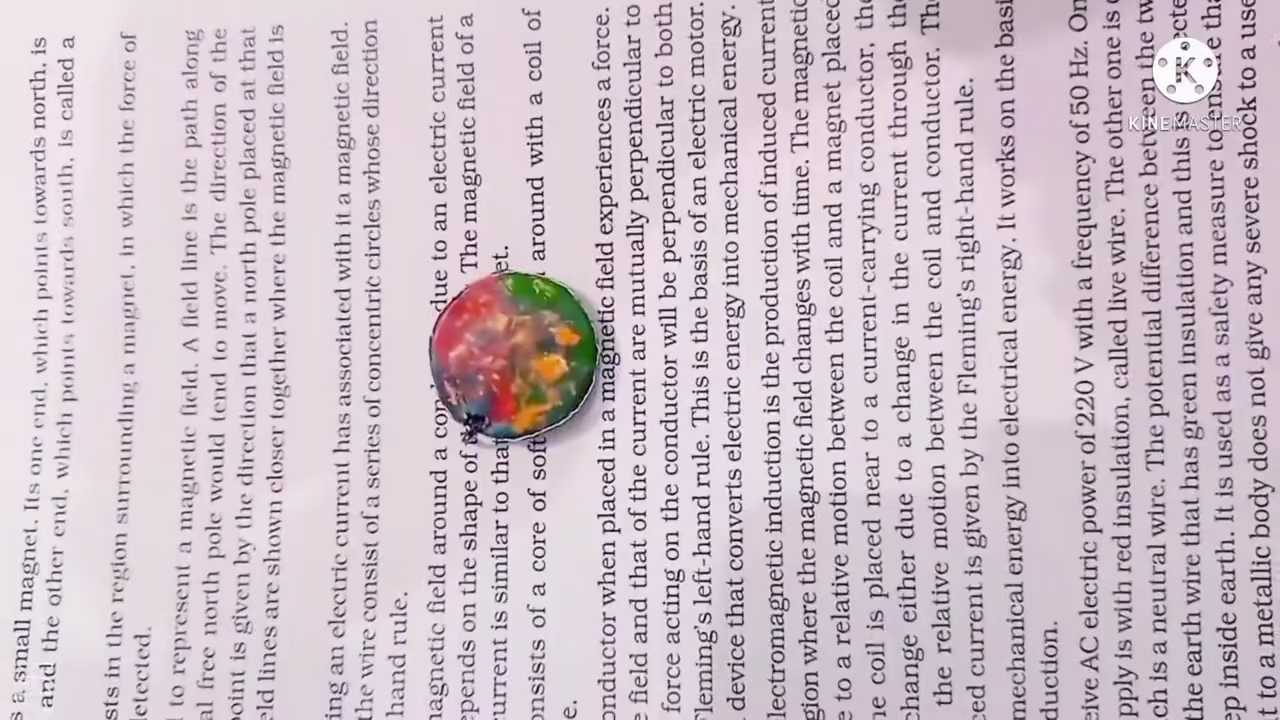 a small magnet. Its one end, which points towards north, is
and the other end, which points towards south, is called a
sts in the region surrounding a magnet, in which the force of
detected.
to represent a magnetic field. A field line is the path along
al free north pole would tend to move. The direction of the
point is given by the direction that a north pole placed at that
eld lines are shown closer together where the magnetic field is
ing an electric current has associated with it a magnetic field.
the wire consist of a series of concentric circles whose direction
hand rule.
magnetic field around a con due to an electric current
epends on the shape of The magnetic field of a
current is similar to tha et.
onsists of a core of soft around with a coil of
e.
onductor when placed in a magnetic field experiences a force.
e field and that of the current are mutually perpendicular to
force acting on the conductor will be perpendicular to both
Fleming's left-hand rule. This is the basis of an electric motor.
device that converts electric energy into mechanical energy.
lectromagnetic induction is the production of induced current
gion where the magnetic field changes with time. The magnetic
e to a relative motion between the coil and a magnet placed
he coil is placed near to a current-carrying conductor, the
change either due to a change in the current through the
the relative motion between the coil and conductor. The
ced current is given by the Fleming's right-hand rule.
mechanical energy into electrical energy. It works on the basi
duction.
eive AC electric power of 220 V with a frequency of 50 Hz. On
pply is with red insulation, called live wire. The other one is
ch is a neutral wire. The potential difference between the tw
the earth wire that has green insulation and this is
pp inside earth. It is used as a safety measure to ensure tha
t to a metallic body does not give any severe shock to a use
K
KINEMASTER